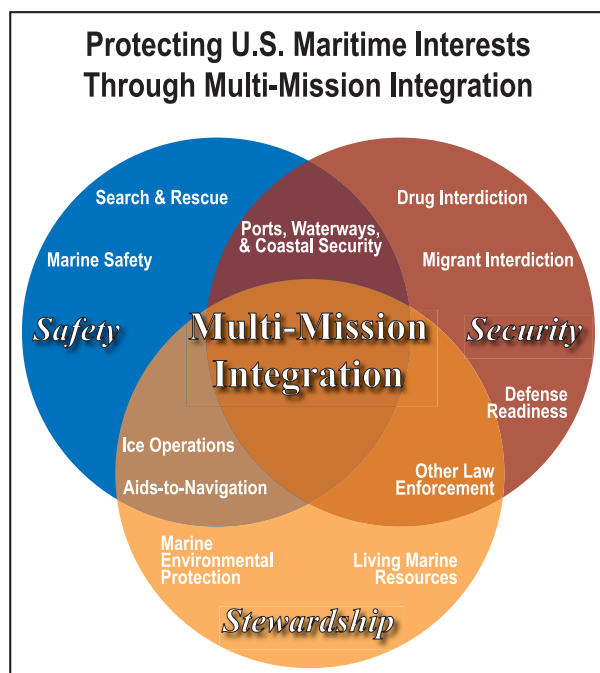 Protecting U.S. Maritime Interests
Through Multi-Mission Integration
Search & Rescue
Drug Interdiction
Ports, Waterways,
& Coastal Security
Marine Safety
Migrant Interdiction
Safety
Multi-Mission
Integration
Security
Defense
Readiness
Ice Operations
Aids-to-Navigation
Other Law
Enforcement
Marine
Environmental
Protection
Living Marine
Resources
Stewardship